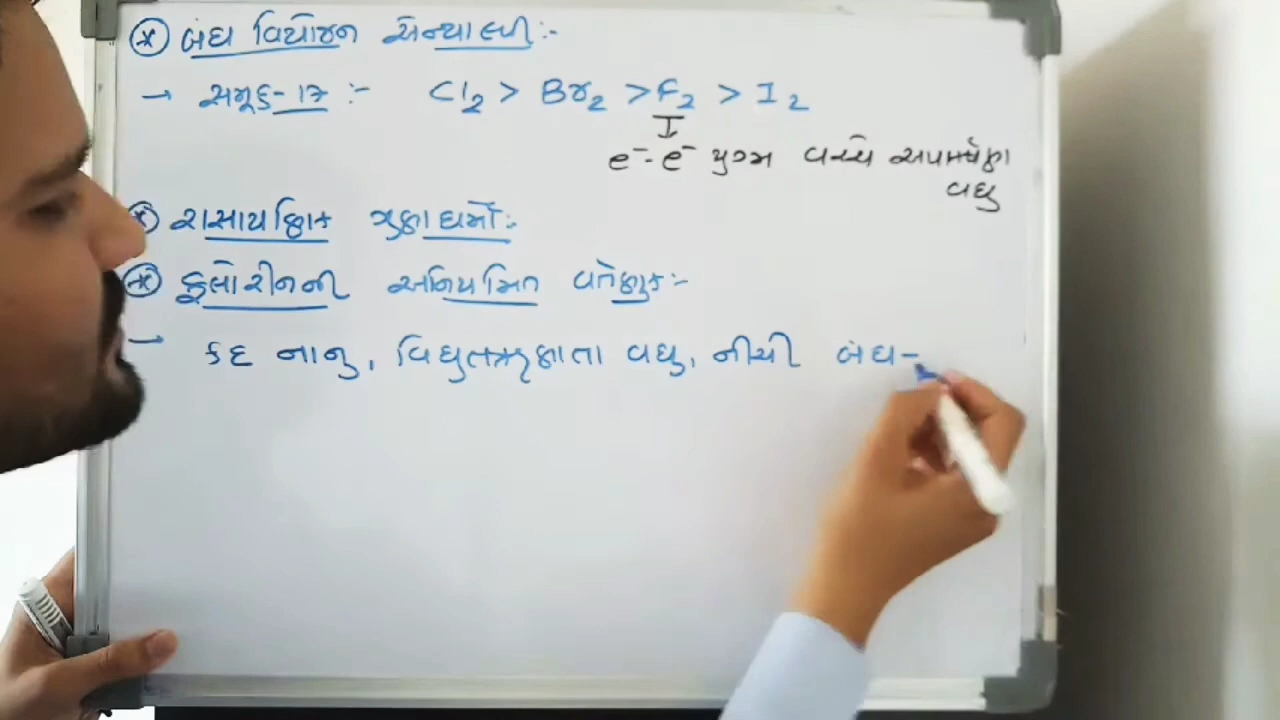 * બંધ વિયોજન એન્થાલ્પી:-
→ સમૂહ-17 :- Cl2 > Br2 > F2 > I2
e⁻-e⁻ યુગ્મ વચ્ચે અપાકર્ષણ
વધુ
* રાસાયણિક ગુણધર્મો:-
* ફ્લોરીનની અનિયમિત વર્તણુક:-
→ કદ નાનુ, વિધુતઋણતા વધુ, નીચી બંધ-